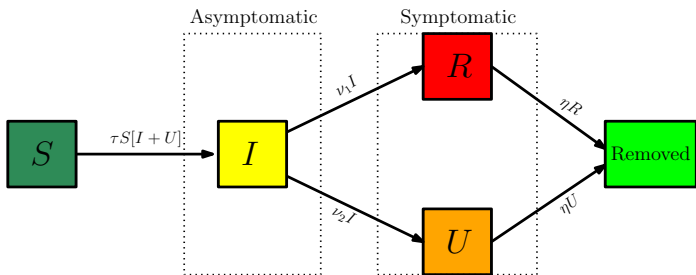 Asymptomatic
Symptomatic
S
τS[I + U]
I
ν₁I
ν₂I
R
U
ηR
ηU
Removed